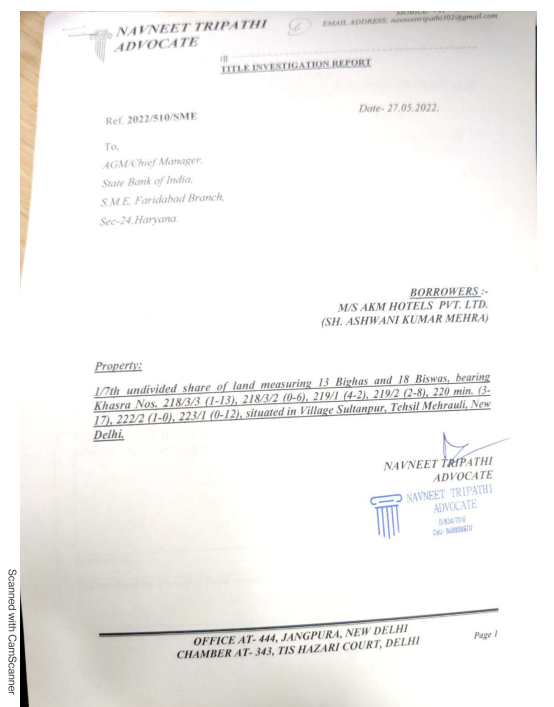 NAVNEET TRIPATHI
ADVOCATE
6
EMAIL ADDRESS: navneettripathi102@gmail.com
TITLE INVESTIGATION REPORT
Ref. 2022/510/SME
Date- 27.05.2022.
To,
AGM/Chief Manager,
State Bank of India,
S.M.E, Faridabad Branch,
Sec-24,Haryana.
BORROWERS :-
M/S AKM HOTELS PVT. LTD.
(SH. ASHWANI KUMAR MEHRA)
Property:
1/7th undivided share of land measuring 13 Bighas and 18 Biswas, bearing
Khasra Nos. 218/3/3 (1-13), 218/3/2 (0-6), 219/1 (4-2), 219/2 (2-8), 220 min. (3-
17), 222/2 (1-0), 223/1 (0-12), situated in Village Sultanpur, Tehsil Mehrauli, New
Delhi.
NAVNEET TRIPATHI
ADVOCATE
NAVNEET TRIPATHI
ADVOCATE
OFFICE AT- 444, JANGPURA, NEW DELHI
CHAMBER AT- 343, TIS HAZARI COURT, DELHI
Page 1
Scanned with CamScanner